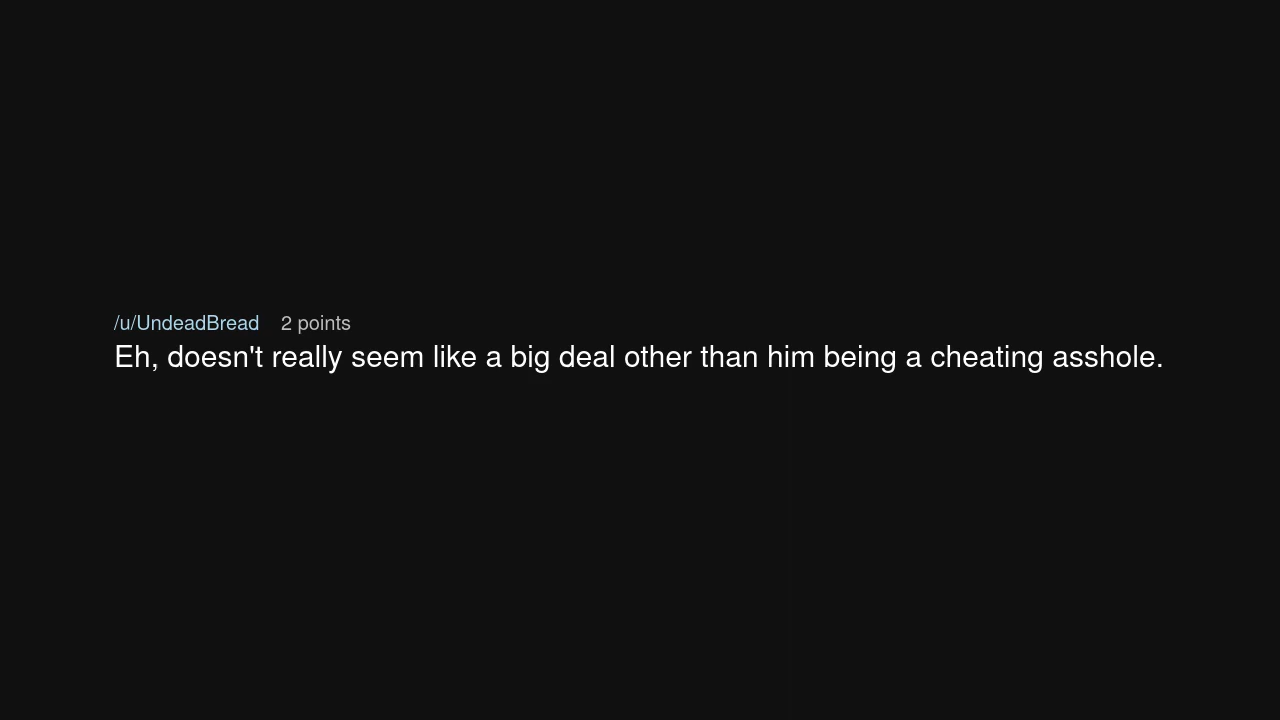 /u/UndeadBread 2 points
Eh, doesn't really seem like a big deal other than him being a cheating asshole.